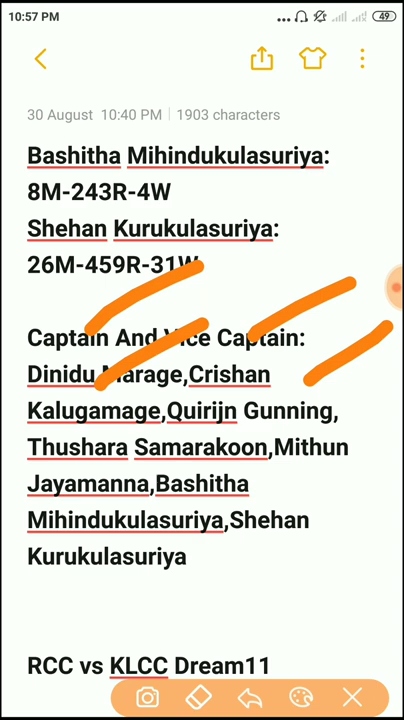 10:57 PM
49
30 August 10:40 PM | 1903 characters
Bashitha Mihindukulasuriya:
8M-243R-4W
Shehan Kurukulasuriya:
26M-459R-31W
Captain And Vice Captain:
Dinidu Marage,Crishan
Kalugamage,Quirijn Gunning,
Thushara Samarakoon,Mithun
Jayamanna,Bashitha
Mihindukulasuriya,Shehan
Kurukulasuriya
RCC vs KLCC Dream11